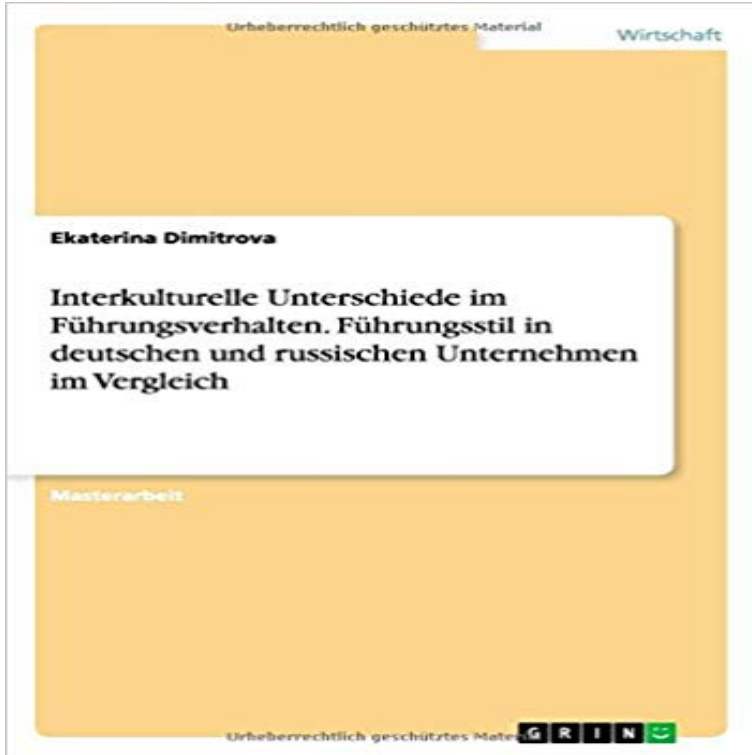 Urheberrechtlich geschütztes Material
Wirtschaft
Ekaterina Dimitrova
Interkulturelle Unterschiede im
Führungsverhalten. Führungsstil in
deutschen und russischen Unternehmen
im Vergleich
Masterarbeit
Urheberrechtlich geschütztes Mate
GRIN